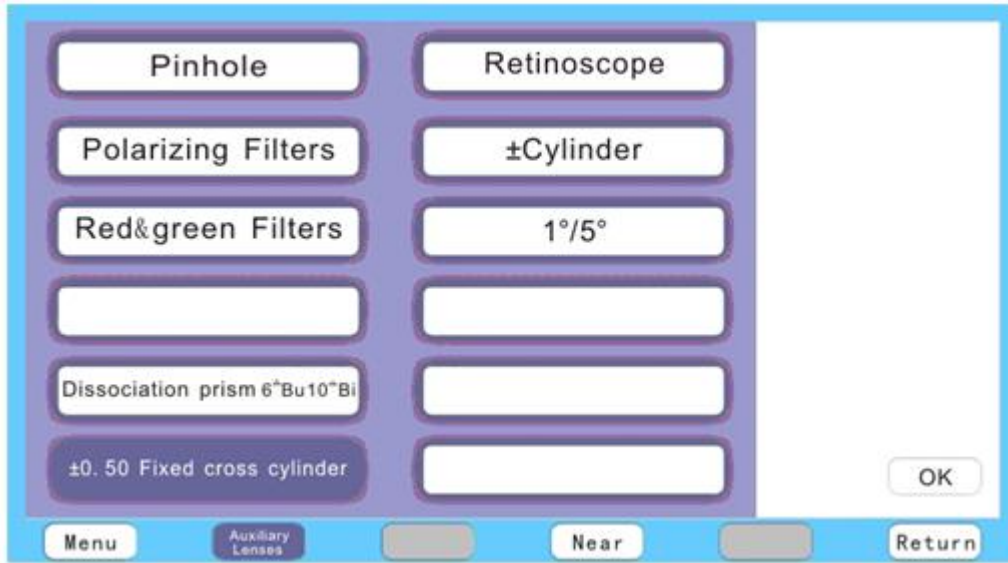 Pinhole
Retinoscope
Polarizing Filters
±Cylinder
Red&green Filters
1°/5°
Dissociation prism 6^Bu10^Bi
±0.50 Fixed cross cylinder
OK
Menu
Auxiliary
Lenses
Near
Return